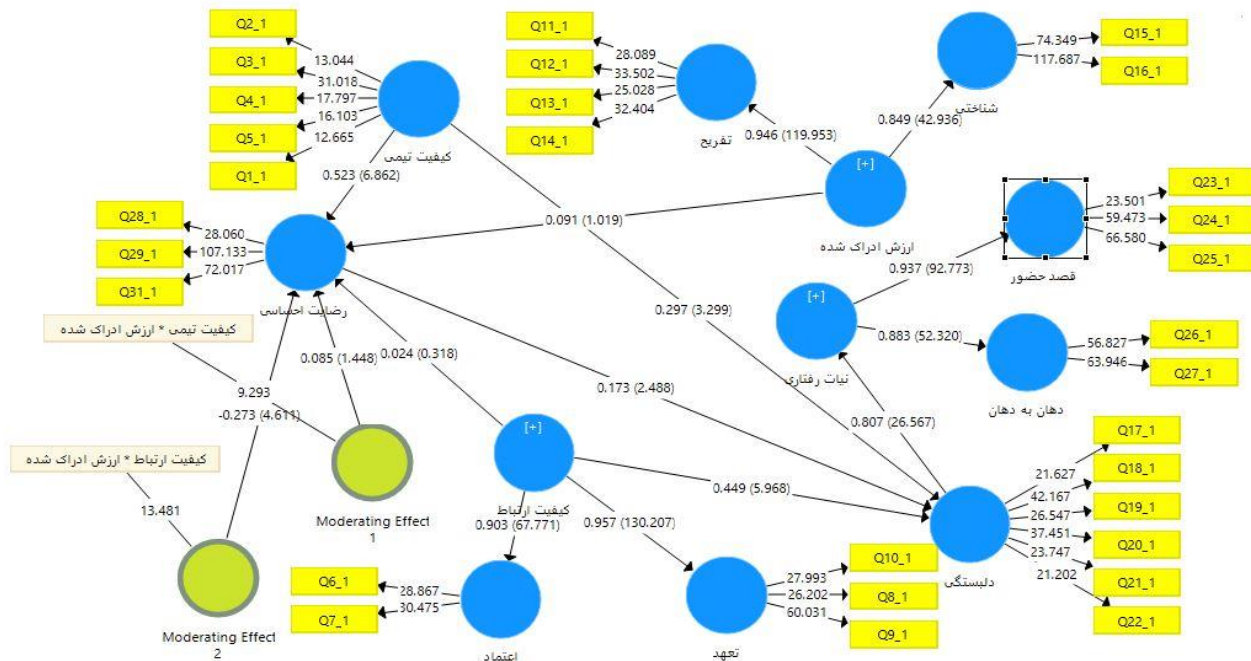 Q2_1
Q3_1
Q4_1
Q5_1
Q1_1
13.044
31.018
17.797
16.103
12.665
کیفیت تیمی
0.523 (6.862)
Q11_1
Q12_1
Q13_1
Q14_1
28.089
33.502
25.028
32.404
تفریح
0.946 (119.953)
شناختی
74.349
117.687
Q15_1
Q16_1
0.849 (42.936)
[+]
ارزش ادراک شده
0.091 (1.019)
Q28_1
Q29_1
Q31_1
28.060
107.133
72.017
رضایت احساسی
Q23_1
Q24_1
Q25_1
23.501
59.473
66.580
قصد حضور
0.937 (92.773)
0.297 (3.299)
[+]
نیات رفتاری
0.883 (52.320)
دهان به دهان
56.827
63.946
Q26_1
Q27_1
کیفیت تیمی * ارزش ادراک شده
0.085 (1.448)
0.024 (0.318)
0.173 (2.488)
0.807 (26.567)
9.293
-0.273 (4.611)
کیفیت ارتباط * ارزش ادراک شده
13.481
Moderating Effect
1
Moderating Effect
2
[+]
کیفیت ارتباط
0.449 (5.968)
0.903 (67.771)
0.957 (130.207)
Q17_1
Q18_1
Q19_1
Q20_1
Q21_1
Q22_1
21.627
42.167
26.547
37.451
23.747
21.202
دلبستگی
Q6_1
Q7_1
28.867
30.475
اعتماد
Q10_1
Q8_1
Q9_1
27.993
26.202
60.031
تعهد